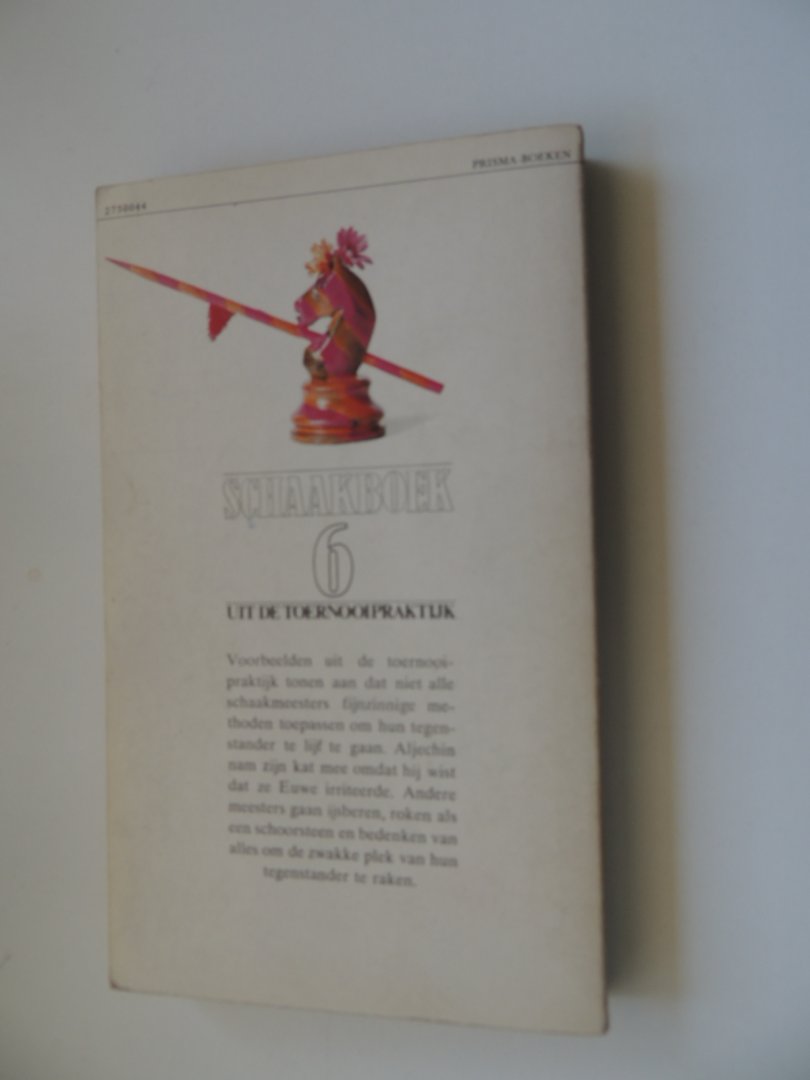 2750044
PRISMA-BOEKEN
SCHAAKBOEK
6
UIT DE TOERNOOIPRAKTIJK
Voorbeelden uit de toernooi-
praktijk tonen aan dat niet alle
schaakmeesters fijnzinnige me-
thoden toepassen om hun tegen-
stander te lijf te gaan. Aljechin
nam zijn kat mee omdat hij wist
dat ze Euwe irriteerde. Andere
meesters gaan ijsberen, roken als
een schoorsteen en bedenken van
alles om de zwakke plek van hun
tegenstander te raken.